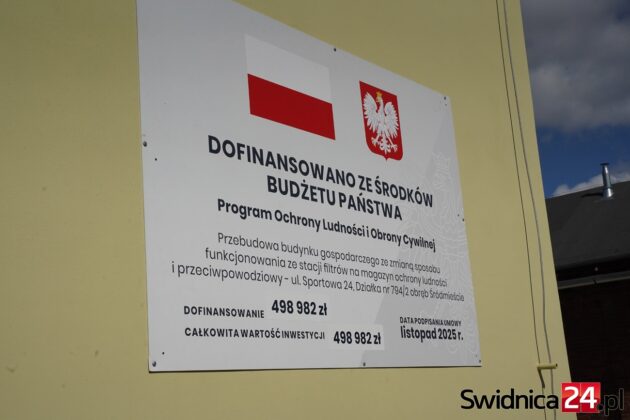 DOFINANSOWANO ZE ŚRODKÓW
BUDŻETU PAŃSTWA
Program Ochrony Ludności i Obrony Cywilnej
Przebudowa budynku gospodarczego ze zmianą sposobu
funkcjonowania ze stacji filtrów na magazyn ochrony ludności
i przeciwpowodziowy - ul. Sportowa 24, Działka nr 794/2 obręb Śródmieście
DOFINANSOWANIE 498 982 zł
CAŁKOWITA WARTOŚĆ INWESTYCJI 498 982 zł
DATA PODPISANIA UMOWY
listopad 2025 r.
Swidnica24.pl